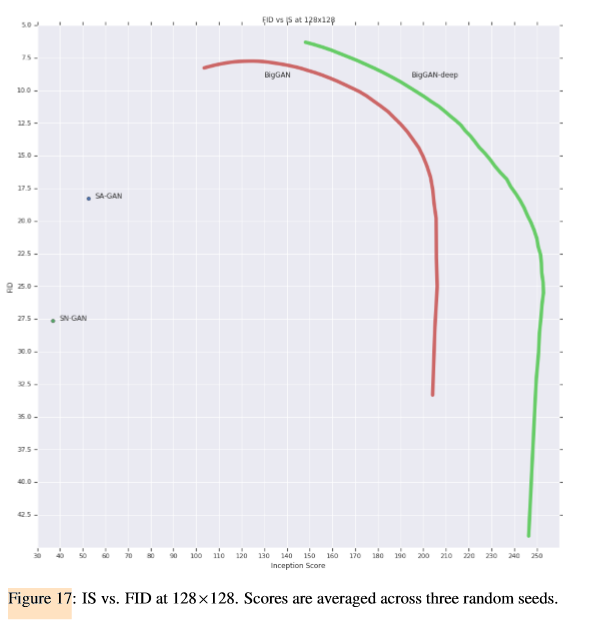 FID vs IS at 128x128
5.0
7.5
10.0
12.5
15.0
17.5
20.0
22.5
25.0
27.5
30.0
32.5
35.0
37.5
40.0
42.5
FID
BigGAN
BigGAN-deep
SA-GAN
SN-GAN
30 40 50 60 70 80 90 100 110 120 130 140 150 160 170 180 190 200 210 220 230 240 250
Inception Score
Figure 17: IS vs. FID at 128×128. Scores are averaged across three random seeds.